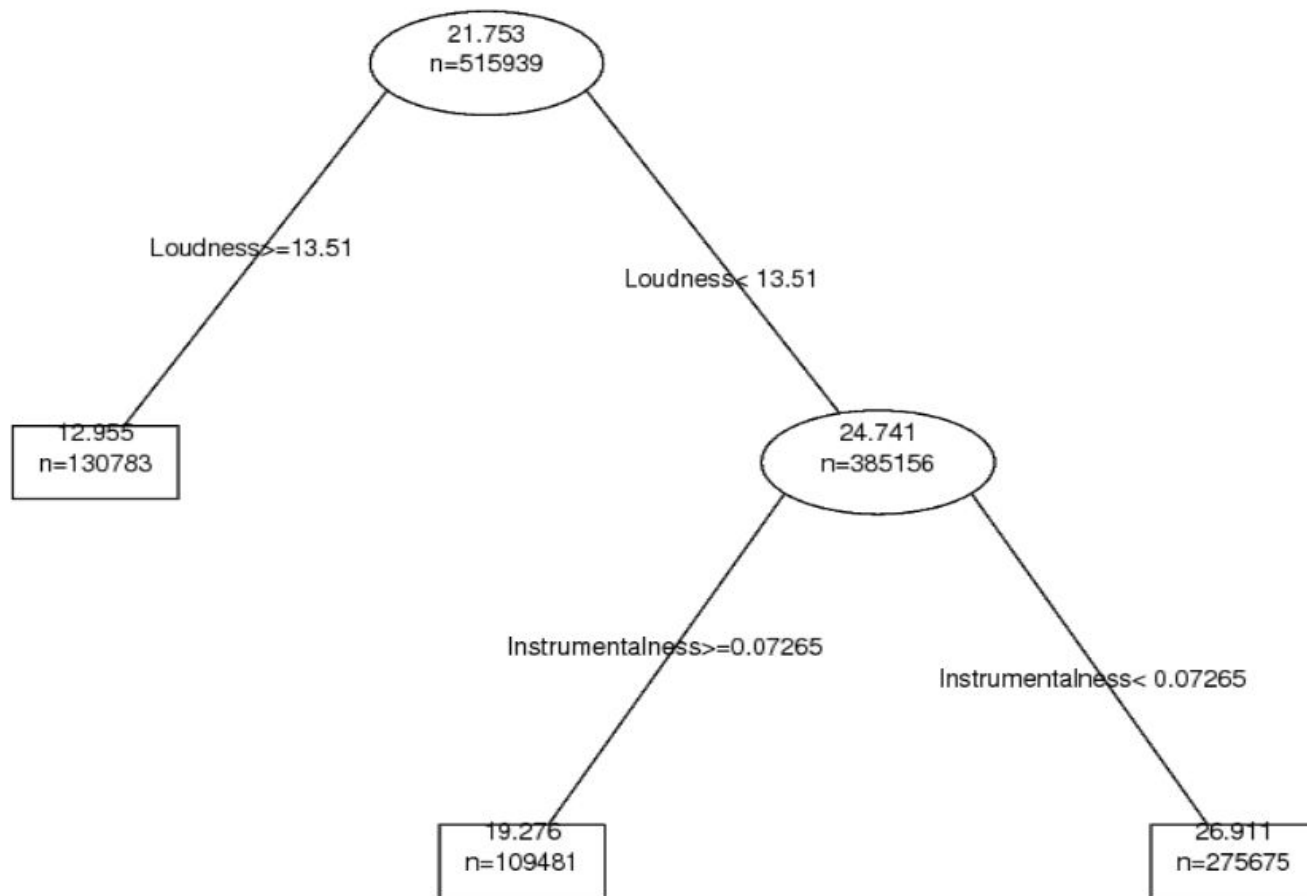 21.753
n=515939
Loudness>=13.51
Loudness< 13.51
12.955
n=130783
24.741
n=385156
Instrumentalness>=0.07265
Instrumentalness< 0.07265
19.276
n=109481
26.911
n=275675